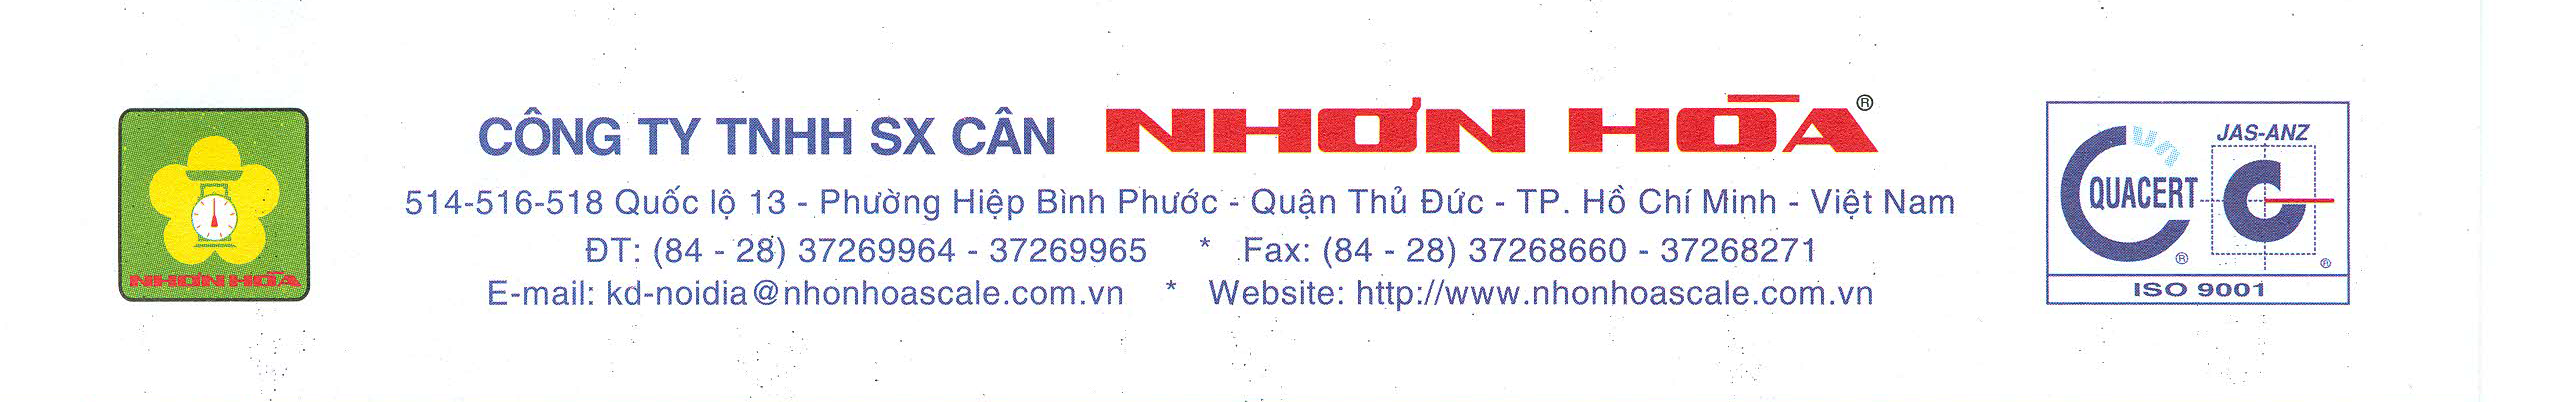 CÔNG TY TNHH SX CÂN NHƠN HÒA®
514-516-518 Quốc lộ 13 - Phường Hiệp Bình Phước - Quận Thủ Đức - TP. Hồ Chí Minh - Việt Nam
ĐT: (84 - 28) 37269964 - 37269965 * Fax: (84 - 28) 37268660 - 37268271
E-mail: kd-noidia@nhonhoascale.com.vn * Website: http://www.nhonhoascale.com.vn
NHƠN HÒA
JAS-ANZ
QUACERT
® ®
ISO 9001